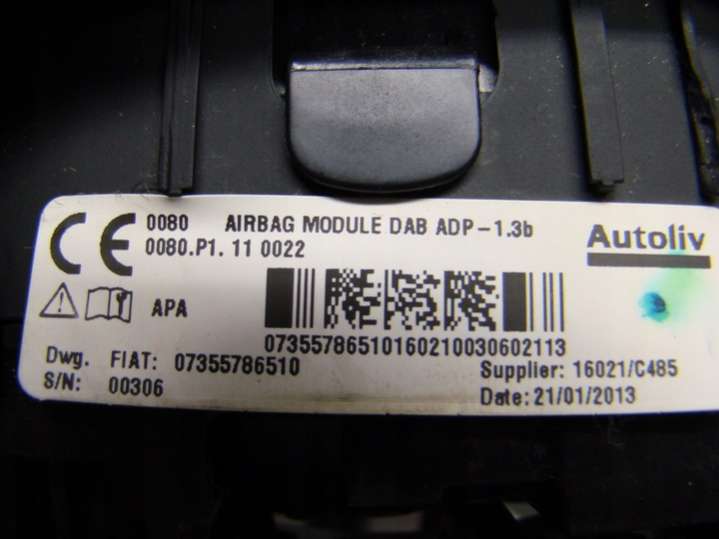 CE 0080 AIRBAG MODULE DAB ADP-1.3b
0080.P1. 11 0022
Autoliv
APA
07355786510160210030602113
Dwg. FIAT: 07355786510
S/N: 00306
Supplier: 16021/C485
Date: 21/01/2013